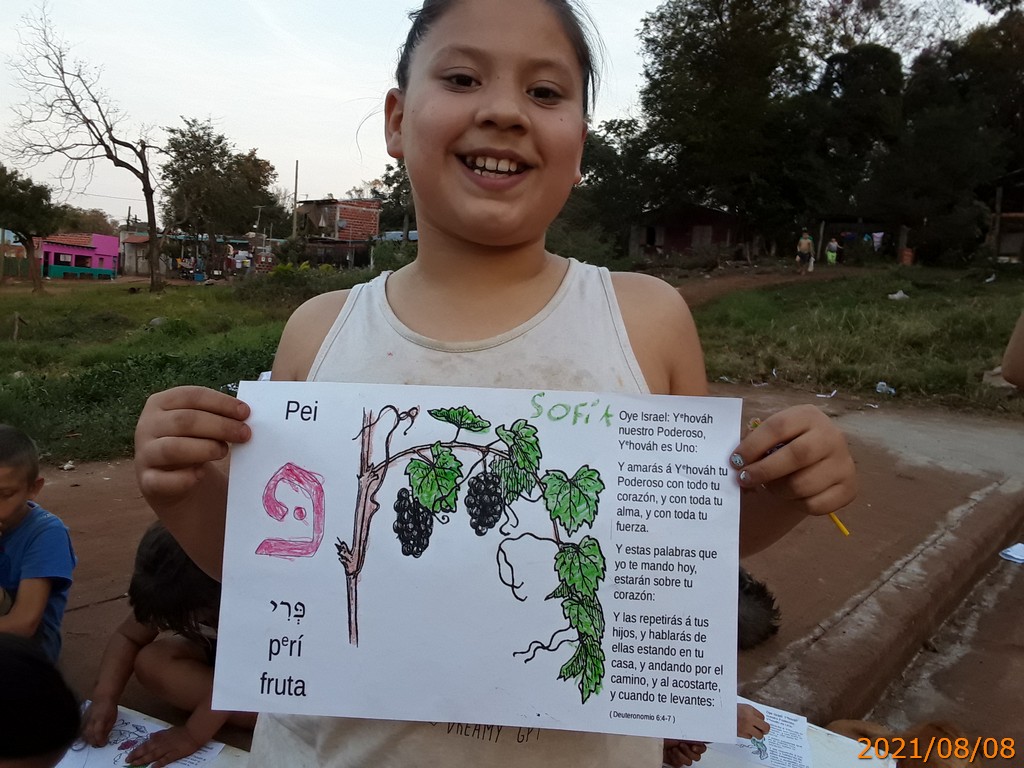 Pei
פ
פְּרִי
pᵉrí
fruta
SOFíA
Oye Israel: Yᵉhováh
nuestro Poderoso,
Yᵉhováh es Uno:
Y amarás á Yᵉhováh tu
Poderoso con todo tu
corazón, y con toda tu
alma, y con toda tu
fuerza.
Y estas palabras que
yo te mando hoy,
estarán sobre tu
corazón:
Y las repetirás á tus
hijos, y hablarás de
ellas estando en tu
casa, y andando por el
camino, y al acostarte,
y cuando te levantes:
( Deuteronomio 6:4-7 )
DREAMY
2021/08/08